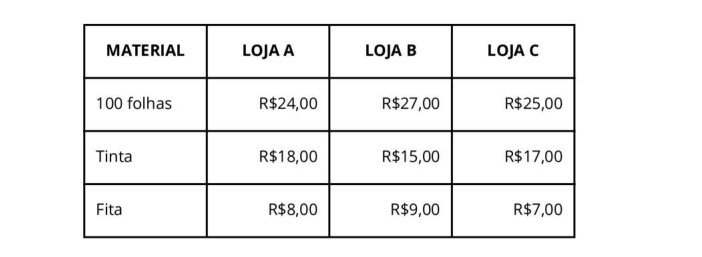 MATERIAL LOJA A LOJA B LOJA C
100 folhas R$24,00 R$27,00 R$25,00
Tinta R$18,00 R$15,00 R$17,00
Fita R$8,00 R$9,00 R$7,00